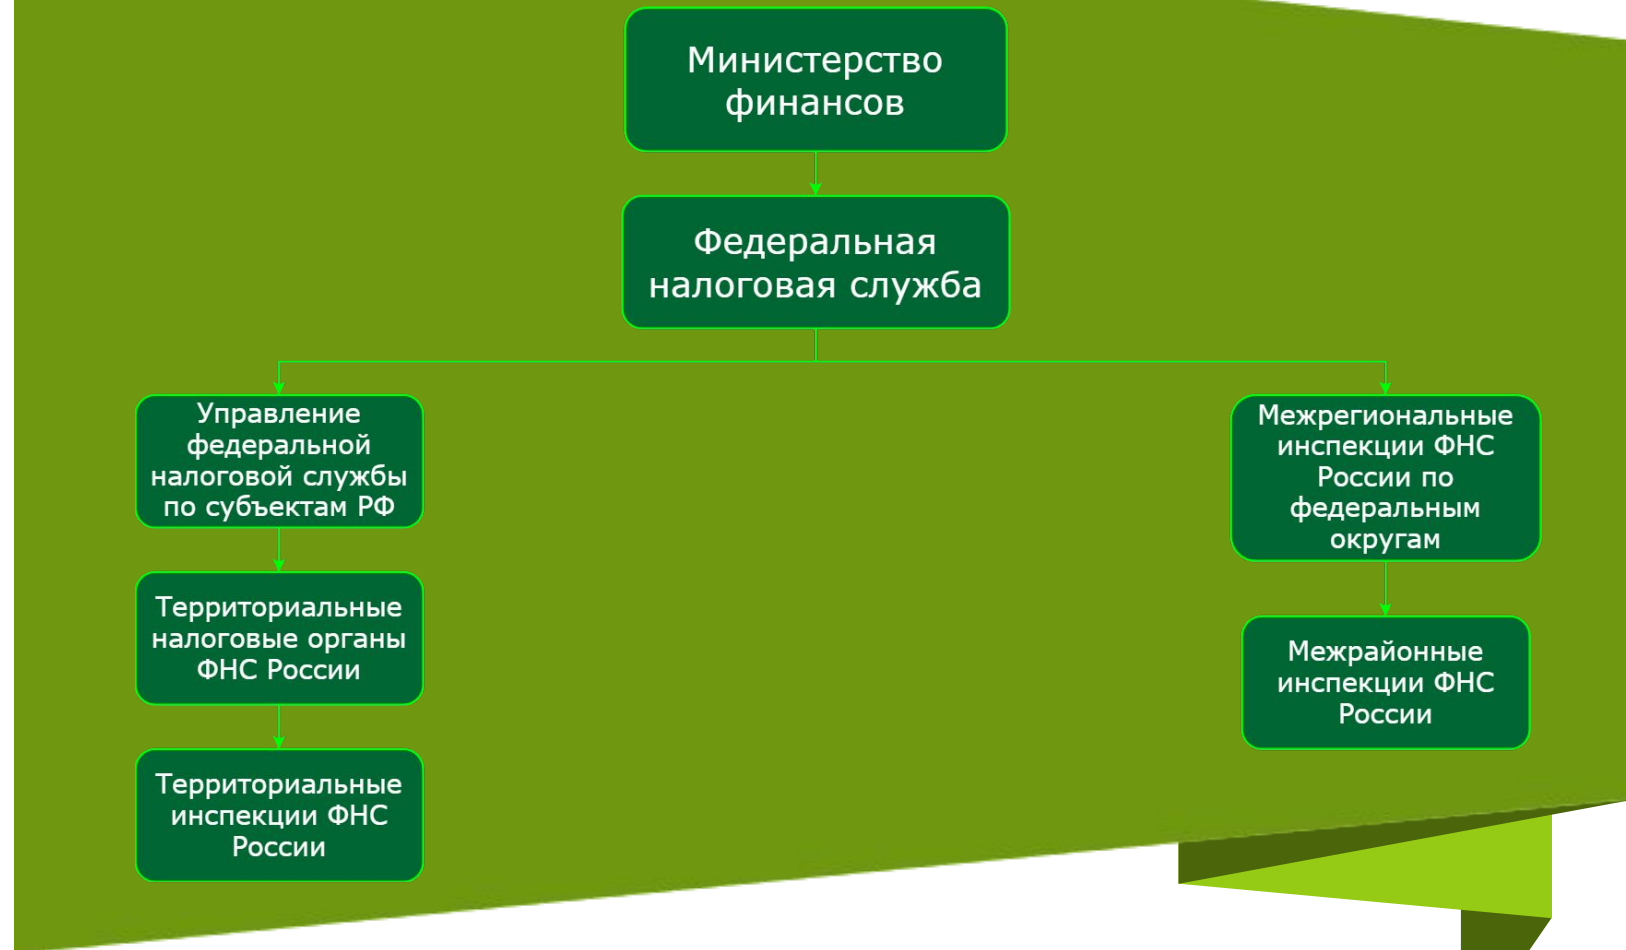 Министерство
финансов
Федеральная
налоговая служба
Управление
федеральной
налоговой службы
по субъектам РФ
Территориальные
налоговые органы
ФНС России
Территориальные
инспекции ФНС
России
Межрегиональные
инспекции ФНС
России по
федеральным
округам
Межрайонные
инспекции ФНС
России